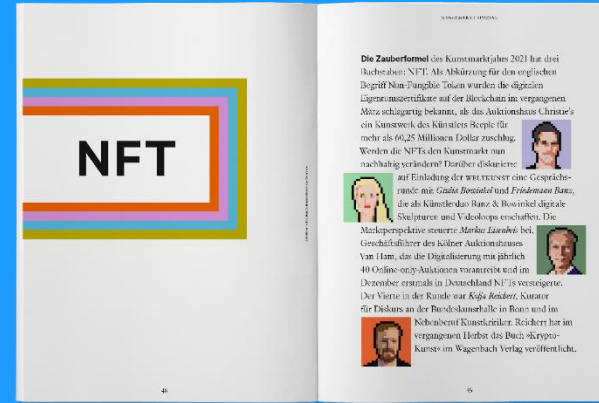 NFT
48
KUNSTMARKT SPEZIAL
Die Zauberformel des Kunstmarktjahres 2021 hat drei
Buchstaben: NFT. Als Abkürzung für den englischen
Begriff Non-Fungible Token wurden die digitalen
Eigentumszertifikate auf der Blockchain im vergangenen
März schlagartig bekannt, als das Auktionshaus Christie's
ein Kunstwerk des Künstlers Beeple für
mehr als 60,25 Millionen Dollar zuschlug.
Werden die NFTs den Kunstmarkt nun
nachhaltig verändern? Darüber diskutierte
auf Einladung der WELTKUNST eine Gesprächs-
runde mit Giulia Bowinkel und Friedemann Banz,
die als Künstlerduo Banz & Bowinkel digitale
Skulpturen und Videoloops erschaffen. Die
Marktperspektive steuerte Markus Eisenbeis bei,
Geschäftsführer des Kölner Auktionshauses
Van Ham, das die Digitalisierung mit jährlich
40 Online-only-Auktionen vorantreibt und im
Dezember erstmals in Deutschland NFTs versteigerte.
Der Vierte in der Runde war Kolja Reichert, Kurator
für Diskurs an der Bundeskunsthalle in Bonn und im
Nebenberuf Kunstkritiker. Reichert hat im
vergangenen Herbst das Buch »Krypto-
Kunst« im Wagenbach Verlag veröffentlicht.
49